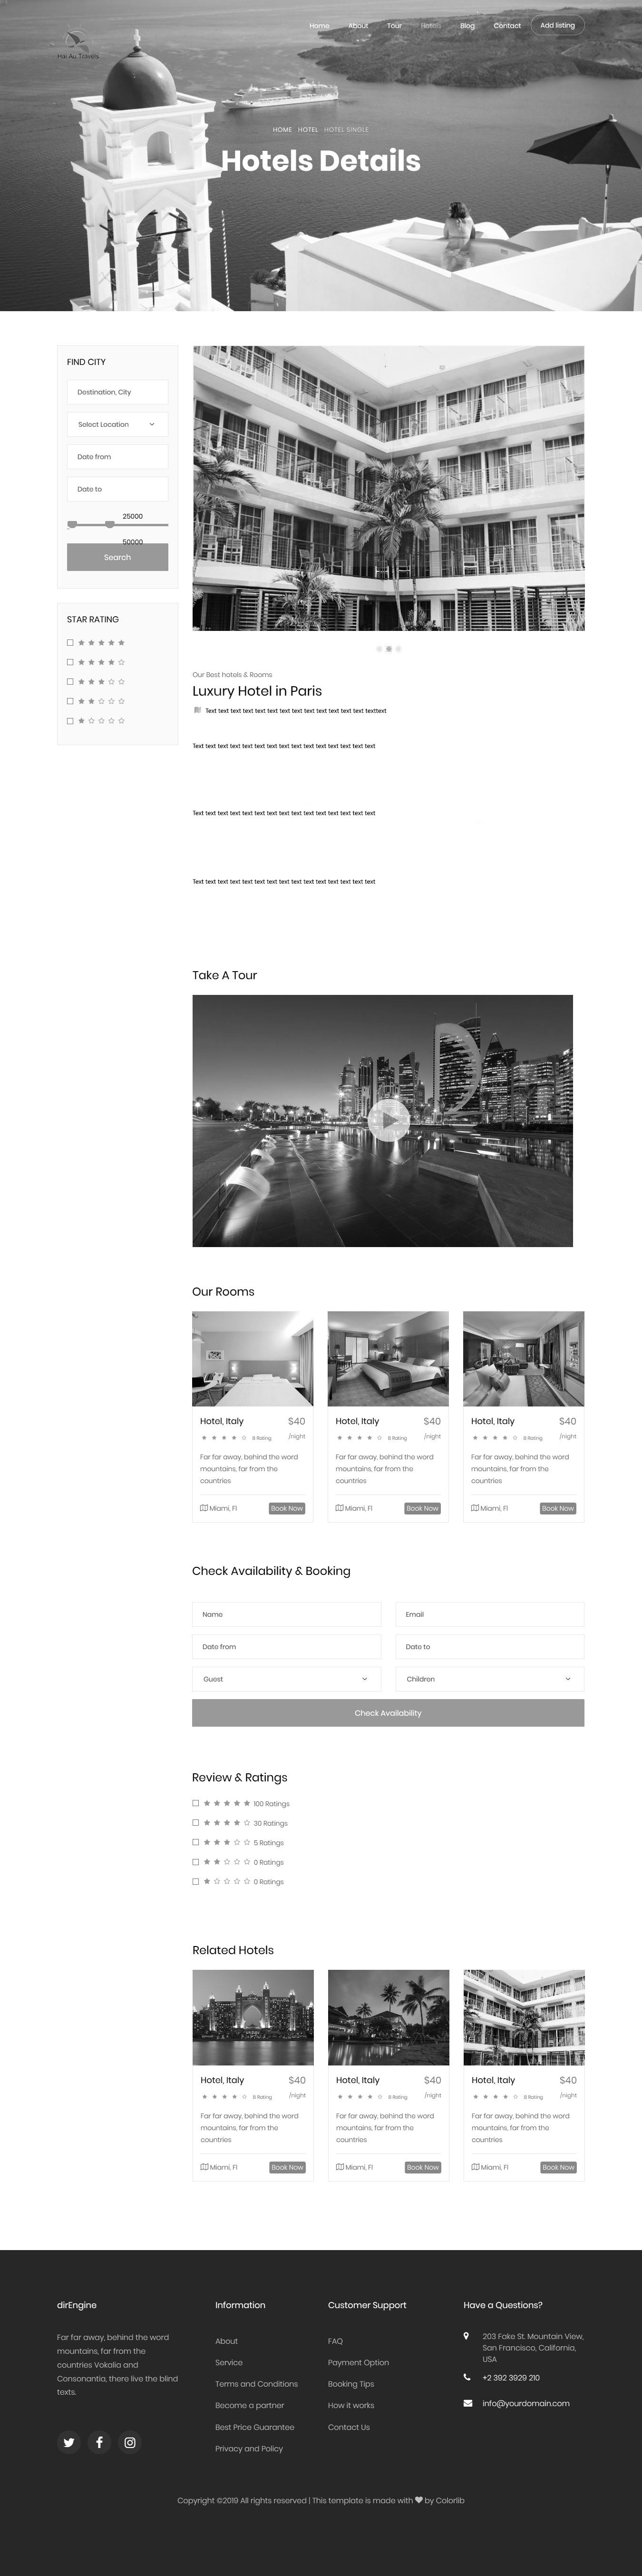 Home About Tour Hotels Blog Contact Add listing
Hai Au Travels
HOME HOTEL HOTEL SINGLE
Hotels Details
FIND CITY
Destination, City
Select Location
Date from
Date to
25000
50000
Search
STAR RATING
Our Best hotels & Rooms
Luxury Hotel in Paris
Text text text text text text text text text text text text text texttext
Text text text text text text text text text text text text text text text
Text text text text text text text text text text text text text text text
Text text text text text text text text text text text text text text text
Take A Tour
Our Rooms
Hotel, Italy $40
8 Rating /night
Far far away, behind the word
mountains, far from the
countries
Miami, Fl Book Now
Hotel, Italy $40
8 Rating /night
Far far away, behind the word
mountains, far from the
countries
Miami, Fl Book Now
Hotel, Italy $40
8 Rating /night
Far far away, behind the word
mountains, far from the
countries
Miami, Fl Book Now
Check Availability & Booking
Name Email
Date from Date to
Guest Children
Check Availability
Review & Ratings
100 Ratings
30 Ratings
5 Ratings
0 Ratings
0 Ratings
Related Hotels
Hotel, Italy $40
8 Rating /night
Far far away, behind the word
mountains, far from the
countries
Miami, Fl Book Now
Hotel, Italy $40
8 Rating /night
Far far away, behind the word
mountains, far from the
countries
Miami, Fl Book Now
Hotel, Italy $40
8 Rating /night
Far far away, behind the word
mountains, far from the
countries
Miami, Fl Book Now
dirEngine
Far far away, behind the word
mountains, far from the
countries Vokalia and
Consonantia, there live the blind
texts.
Information
About
Service
Terms and Conditions
Become a partner
Best Price Guarantee
Privacy and Policy
Customer Support
FAQ
Payment Option
Booking Tips
How it works
Contact Us
Have a Questions?
203 Fake St. Mountain View,
San Francisco, California,
USA
+2 392 3929 210
info@yourdomain.com
Copyright ©2019 All rights reserved | This template is made with ♥ by Colorlib